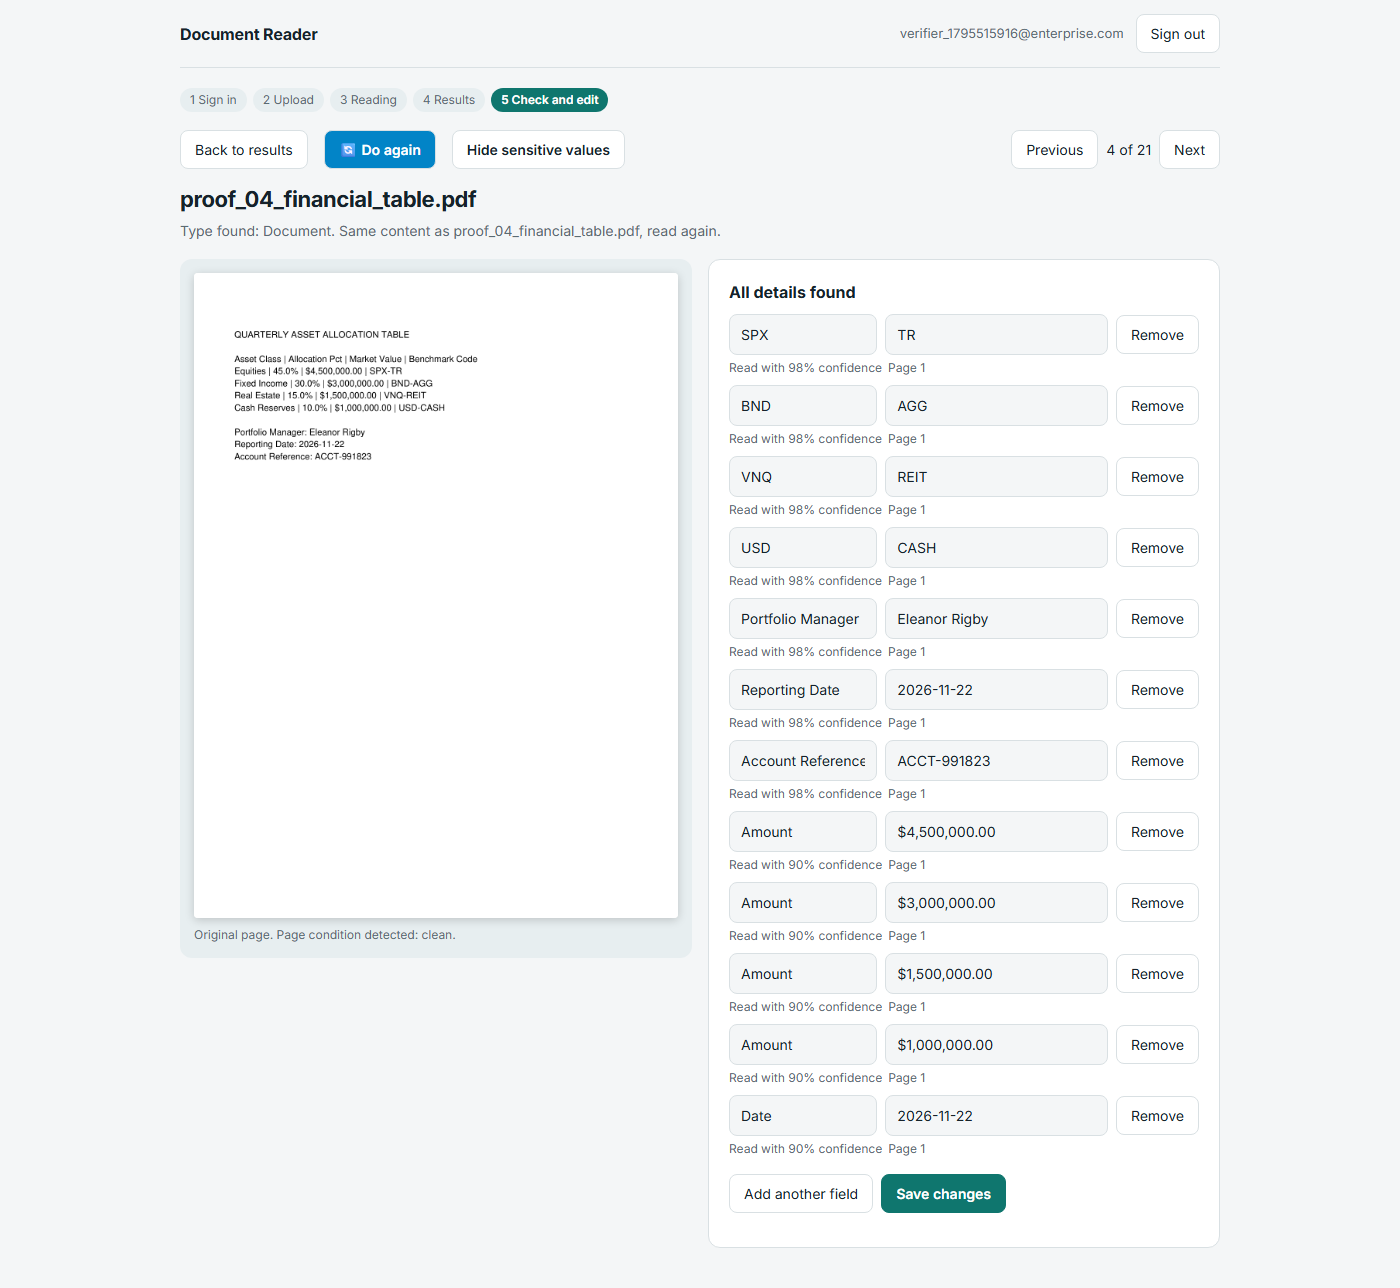 Document Reader
verifier_1795515916@enterprise.com
Sign out
1 Sign in
2 Upload
3 Reading
4 Results
5 Check and edit
Back to results
Do again
Hide sensitive values
Previous
4 of 21
Next
proof_04_financial_table.pdf
Type found: Document. Same content as proof_04_financial_table.pdf, read again.
QUARTERLY ASSET ALLOCATION TABLE
Asset Class | Allocation Pct | Market Value | Benchmark Code
Equities | 45.0% | $4,500,000.00 | SPX-TR
Fixed Income | 30.0% | $3,000,000.00 | BND-AGG
Real Estate | 15.0% | $1,500,000.00 | VNQ-REIT
Cash Reserves | 10.0% | $1,000,000.00 | USD-CASH
Portfolio Manager: Eleanor Rigby
Reporting Date: 2026-11-22
Account Reference: ACCT-991823
Original page. Page condition detected: clean.
All details found
SPX TR Remove
Read with 98% confidence Page 1
BND AGG Remove
Read with 98% confidence Page 1
VNQ REIT Remove
Read with 98% confidence Page 1
USD CASH Remove
Read with 98% confidence Page 1
Portfolio Manager Eleanor Rigby Remove
Read with 98% confidence Page 1
Reporting Date 2026-11-22 Remove
Read with 98% confidence Page 1
Account Reference ACCT-991823 Remove
Read with 98% confidence Page 1
Amount $4,500,000.00 Remove
Read with 90% confidence Page 1
Amount $3,000,000.00 Remove
Read with 90% confidence Page 1
Amount $1,500,000.00 Remove
Read with 90% confidence Page 1
Amount $1,000,000.00 Remove
Read with 90% confidence Page 1
Date 2026-11-22 Remove
Read with 90% confidence Page 1
Add another field
Save changes